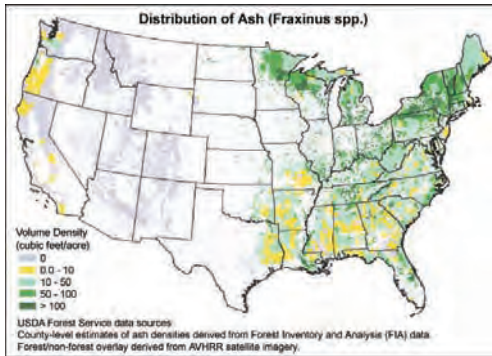 Distribution of Ash (Fraxinus spp.)
Volume Density
(cubic feet/acre)
0
0.0 - 10
10 - 50
50 - 100
> 100
USDA Forest Service data sources
County-level estimates of ash densities derived from Forest Inventory and Analysis (FIA) data.
Forest/non-forest overlay derived from AVHRR satellite imagery.